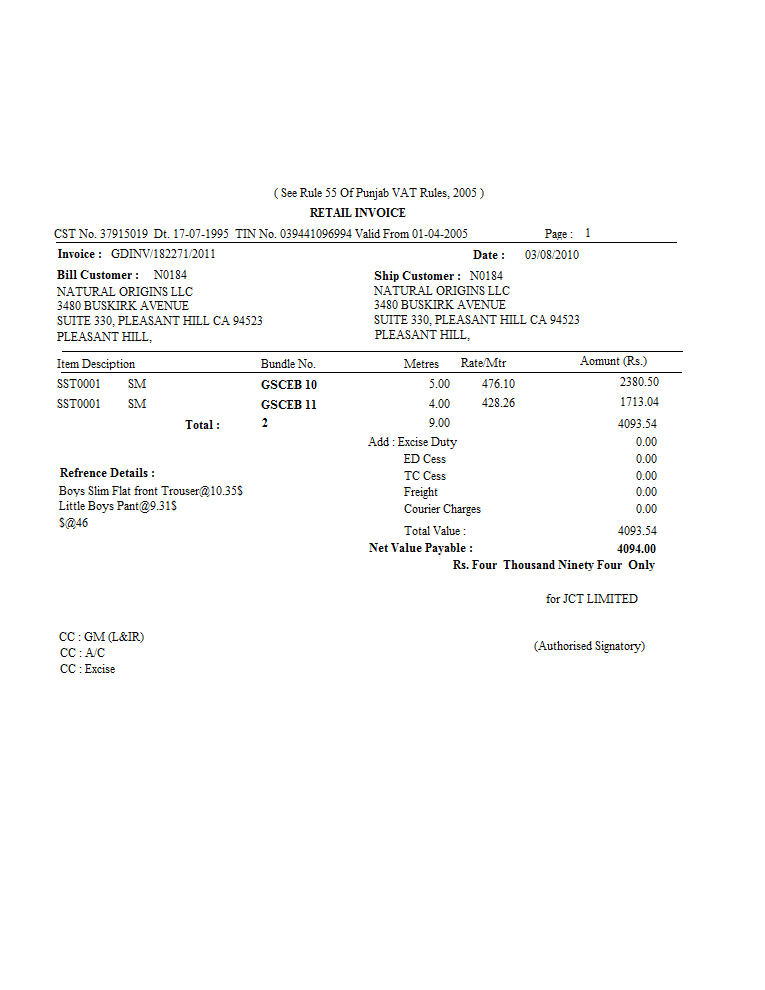 ( See Rule 55 Of Punjab VAT Rules, 2005 )
RETAIL INVOICE
CST No. 37915019 Dt. 17-07-1995 TIN No. 039441096994 Valid From 01-04-2005 Page : 1
Invoice : GDINV/182271/2011 Date : 03/08/2010
Bill Customer : N0184 Ship Customer : N0184
NATURAL ORIGINS LLC NATURAL ORIGINS LLC
3480 BUSKIRK AVENUE 3480 BUSKIRK AVENUE
SUITE 330, PLEASANT HILL CA 94523 SUITE 330, PLEASANT HILL CA 94523
PLEASANT HILL, PLEASANT HILL,
Item Desciption Bundle No. Metres Rate/Mtr Aomunt (Rs.)
SST0001 SM GSCEB 10 5.00 476.10 2380.50
SST0001 SM GSCEB 11 4.00 428.26 1713.04
Total : 2 9.00 4093.54
Add : Excise Duty 0.00
ED Cess 0.00
Refrence Details : TC Cess 0.00
Boys Slim Flat front Trouser@10.35$ Freight 0.00
Little Boys Pant@9.31$ Courier Charges 0.00
$@46 Total Value : 4093.54
Net Value Payable : 4094.00
Rs. Four Thousand Ninety Four Only
for JCT LIMITED
CC : GM (L&IR)
CC : A/C (Authorised Signatory)
CC : Excise